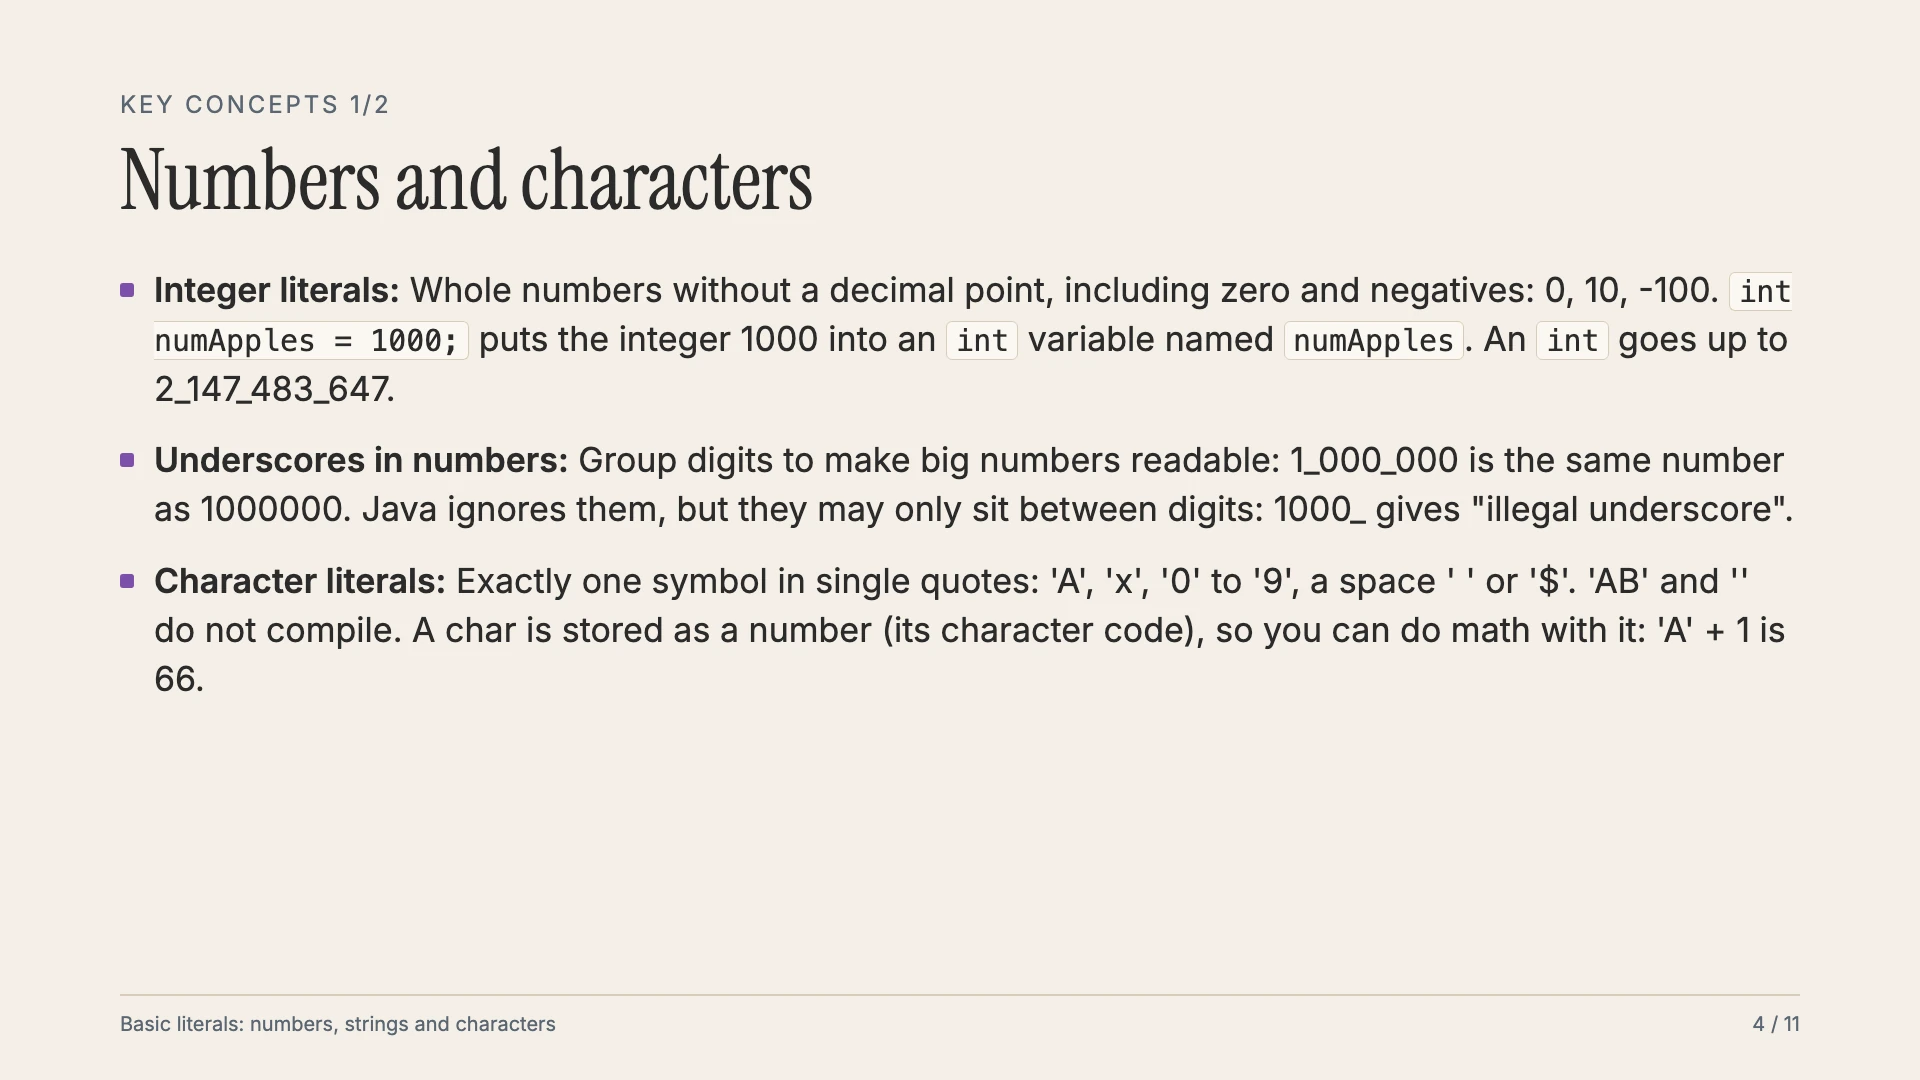 KEY CONCEPTS 1/2
Numbers and characters
Integer literals: Whole numbers without a decimal point, including zero and negatives: 0, 10, -100. int
numApples = 1000; puts the integer 1000 into an int variable named numApples. An int goes up to
2_147_483_647.
Underscores in numbers: Group digits to make big numbers readable: 1_000_000 is the same number
as 1000000. Java ignores them, but they may only sit between digits: 1000_ gives "illegal underscore".
Character literals: Exactly one symbol in single quotes: 'A', 'x', '0' to '9', a space ' ' or '$'. 'AB' and ''
do not compile. A char is stored as a number (its character code), so you can do math with it: 'A' + 1 is
66.
Basic literals: numbers, strings and characters
4 / 11